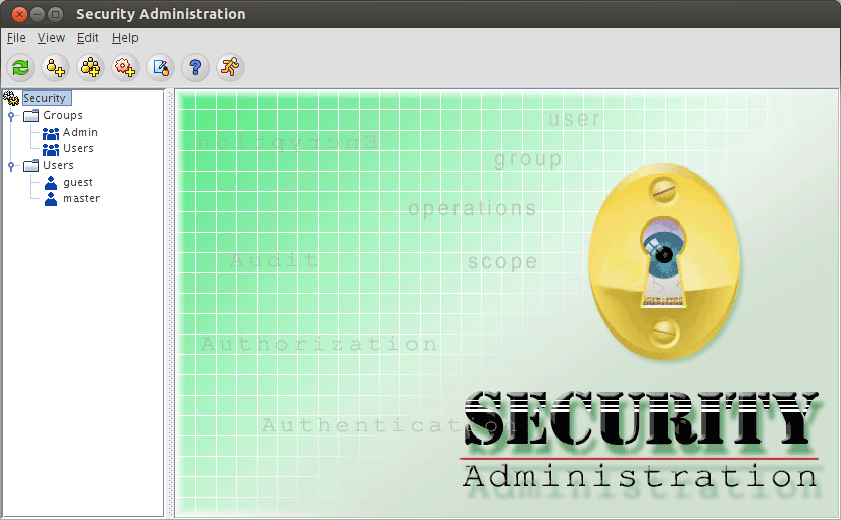 Security Administration
File View Edit Help
Security
Groups
Admin
Users
Users
guest
master
user
Encryption
group
operations
Audit
scope
Authorization
Authentication
SECURITY
Administration